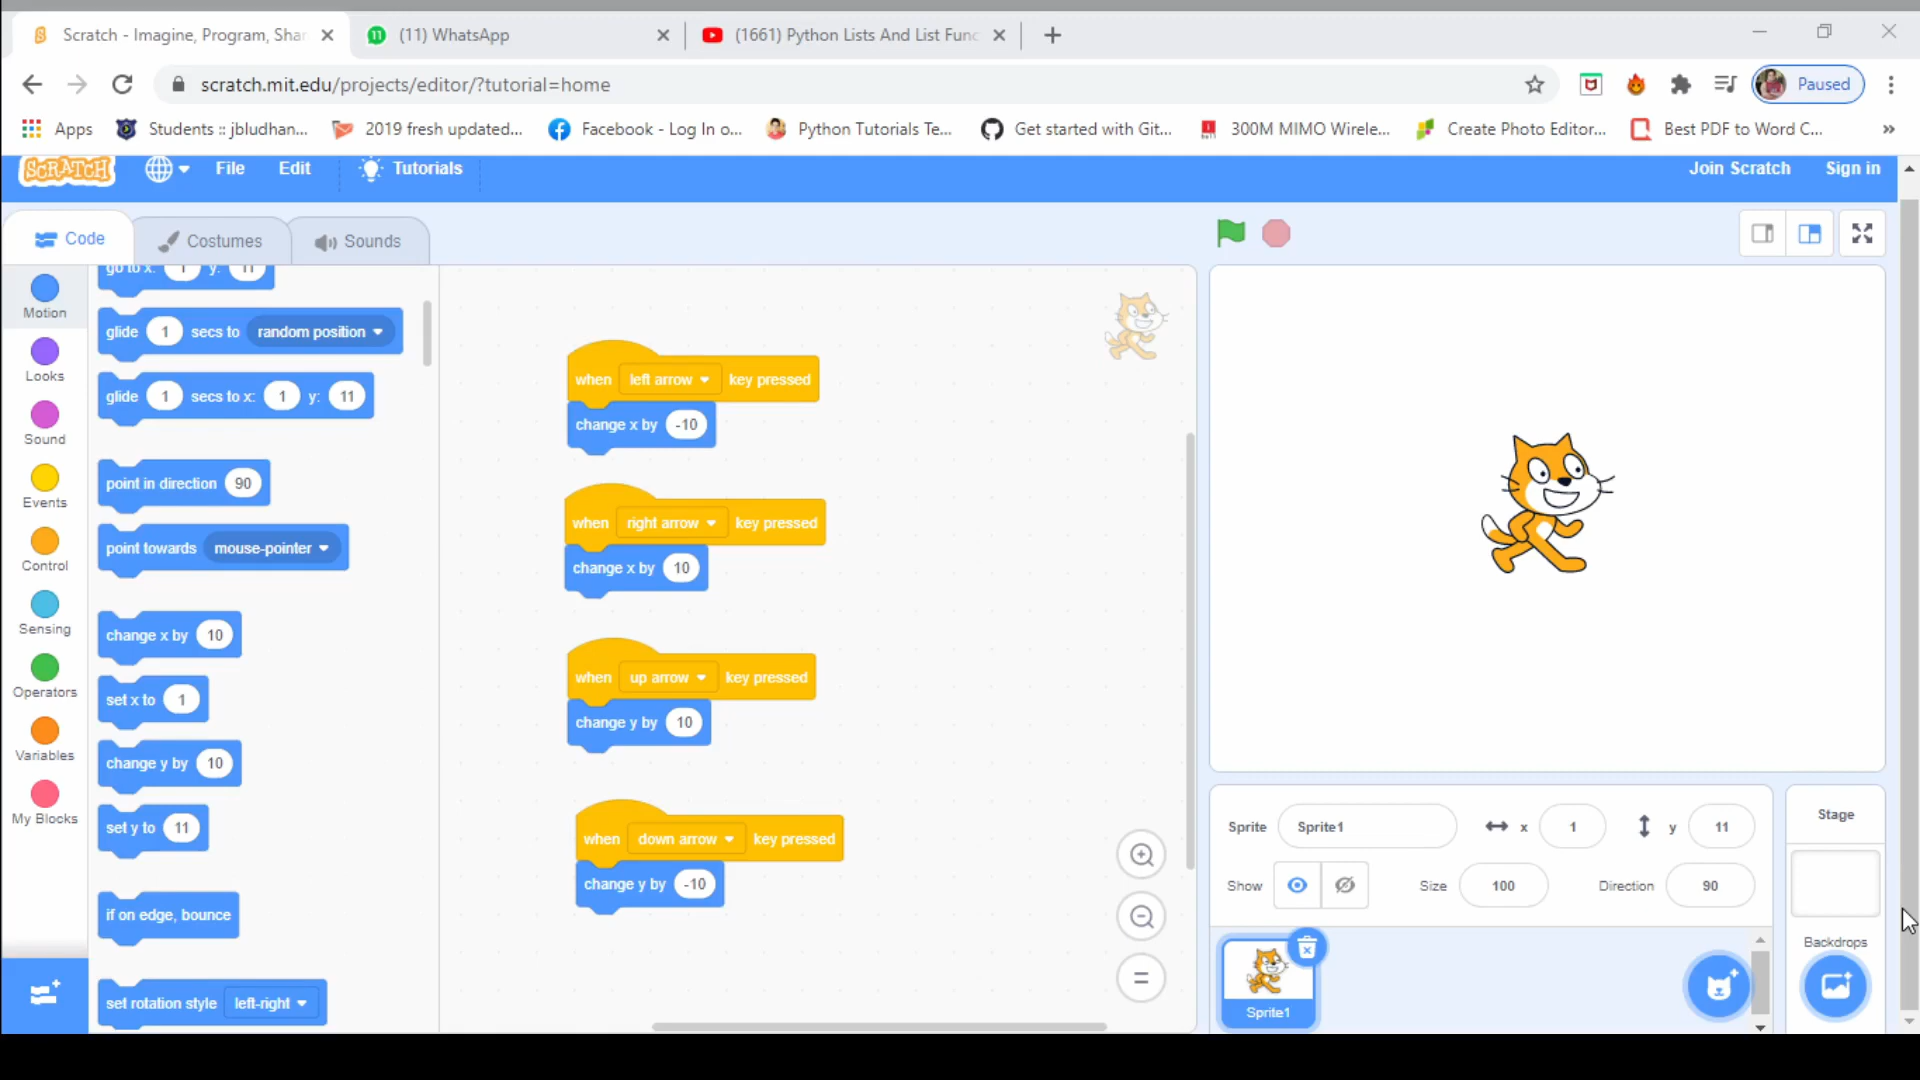 Scratch - Imagine, Program, Shar
11 (11) WhatsApp
(1661) Python Lists And List Func
scratch.mit.edu/projects/editor/?tutorial=home
Paused
Apps
Students :: jbludhan...
2019 fresh updated...
Facebook - Log In o...
Python Tutorials Te...
Get started with Git...
300M MIMO Wirele...
Create Photo Editor...
Best PDF to Word C...
»
SCRATCH
File
Edit
Tutorials
Join Scratch
Sign in
Code
Costumes
Sounds
Motion
Looks
Sound
Events
Control
Sensing
Operators
Variables
My Blocks
go to x: 1 y: 11
glide 1 secs to random position
glide 1 secs to x: 1 y: 11
point in direction 90
point towards mouse-pointer
change x by 10
set x to 1
change y by 10
set y to 11
if on edge, bounce
set rotation style left-right
when left arrow key pressed
change x by -10
when right arrow key pressed
change x by 10
when up arrow key pressed
change y by 10
when down arrow key pressed
change y by -10
Sprite Sprite1 x 1 y 11
Show Size 100 Direction 90
Sprite1
Stage
Backdrops